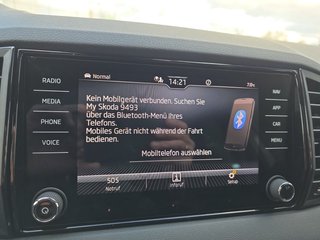 RADIO
MEDIA
PHONE
VOICE
Normal
14:21
Kein Mobilgerät verbunden. Suchen Sie
My Skoda 9493
über das Bluetooth-Menü Ihres
Telefons.
Mobiles Gerät nicht während der Fahrt
bedienen.
Mobiltelefon auswählen
SOS
Notruf
Inforuf
Setup
NAV
APP
CAR
MENU